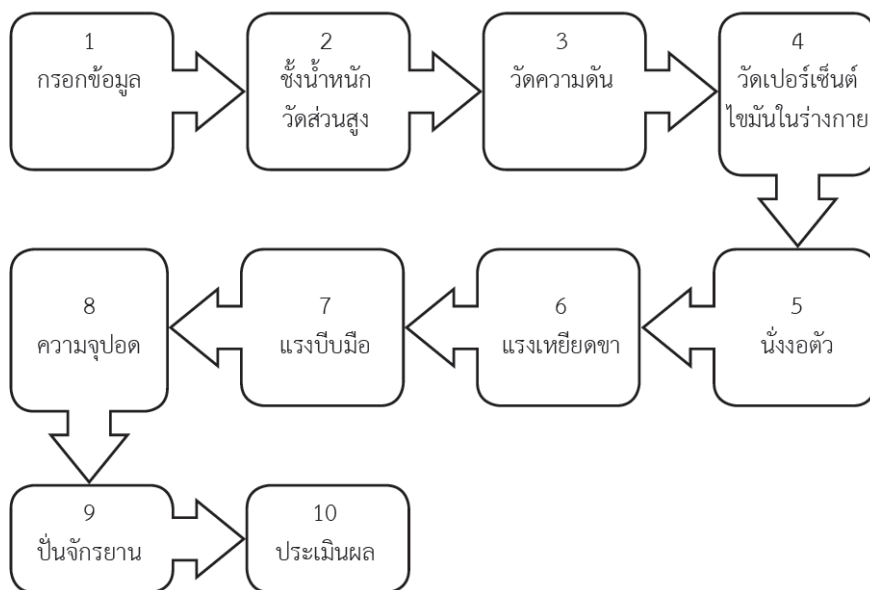 1
กรอกข้อมูล
2
ชั้งน้ำหนัก
วัดส่วนสูง
3
วัดความดัน
4
วัดเปอร์เซ็นต์
ไขมันในร่างกาย
5
นั่งงอตัว
6
แรงเหยียดขา
7
แรงบีบมือ
8
ความจุปอด
9
ปั่นจักรยาน
10
ประเมินผล